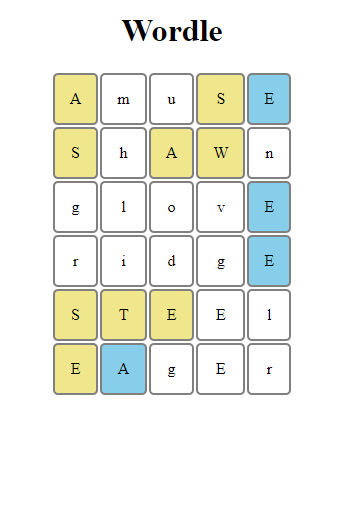 Wordle
A m u S E
S h A W n
g l o v E
r i d g E
S T E E l
E A g E r